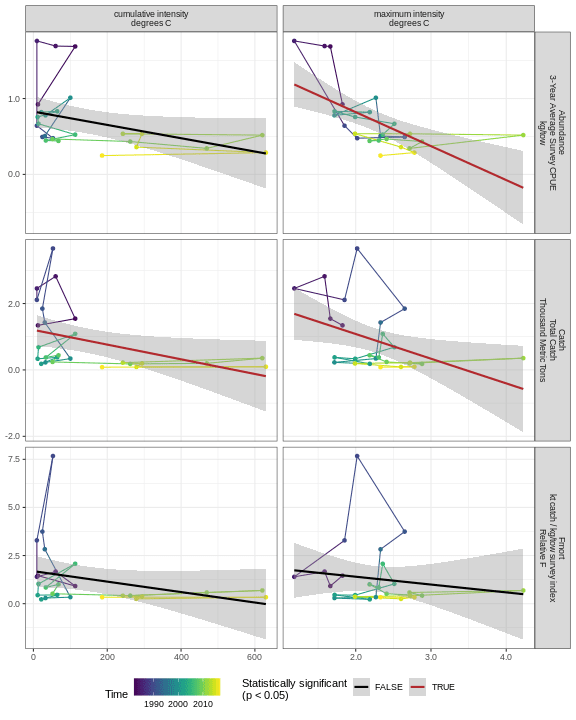 cumulative intensity
degrees C
maximum intensity
degrees C
1.0
0.0
Abundance
3-Year Average Survey CPUE
kg/tow
2.0
0.0
-2.0
Catch
Total Catch
Thousand Metric Tons
7.5
5.0
2.5
0.0
Fmort
kt catch / kg/tow survey index
Relative F
0 200 400 600
2.0 3.0 4.0
Time
1990 2000 2010
Statistically significant
(p < 0.05)
FALSE TRUE